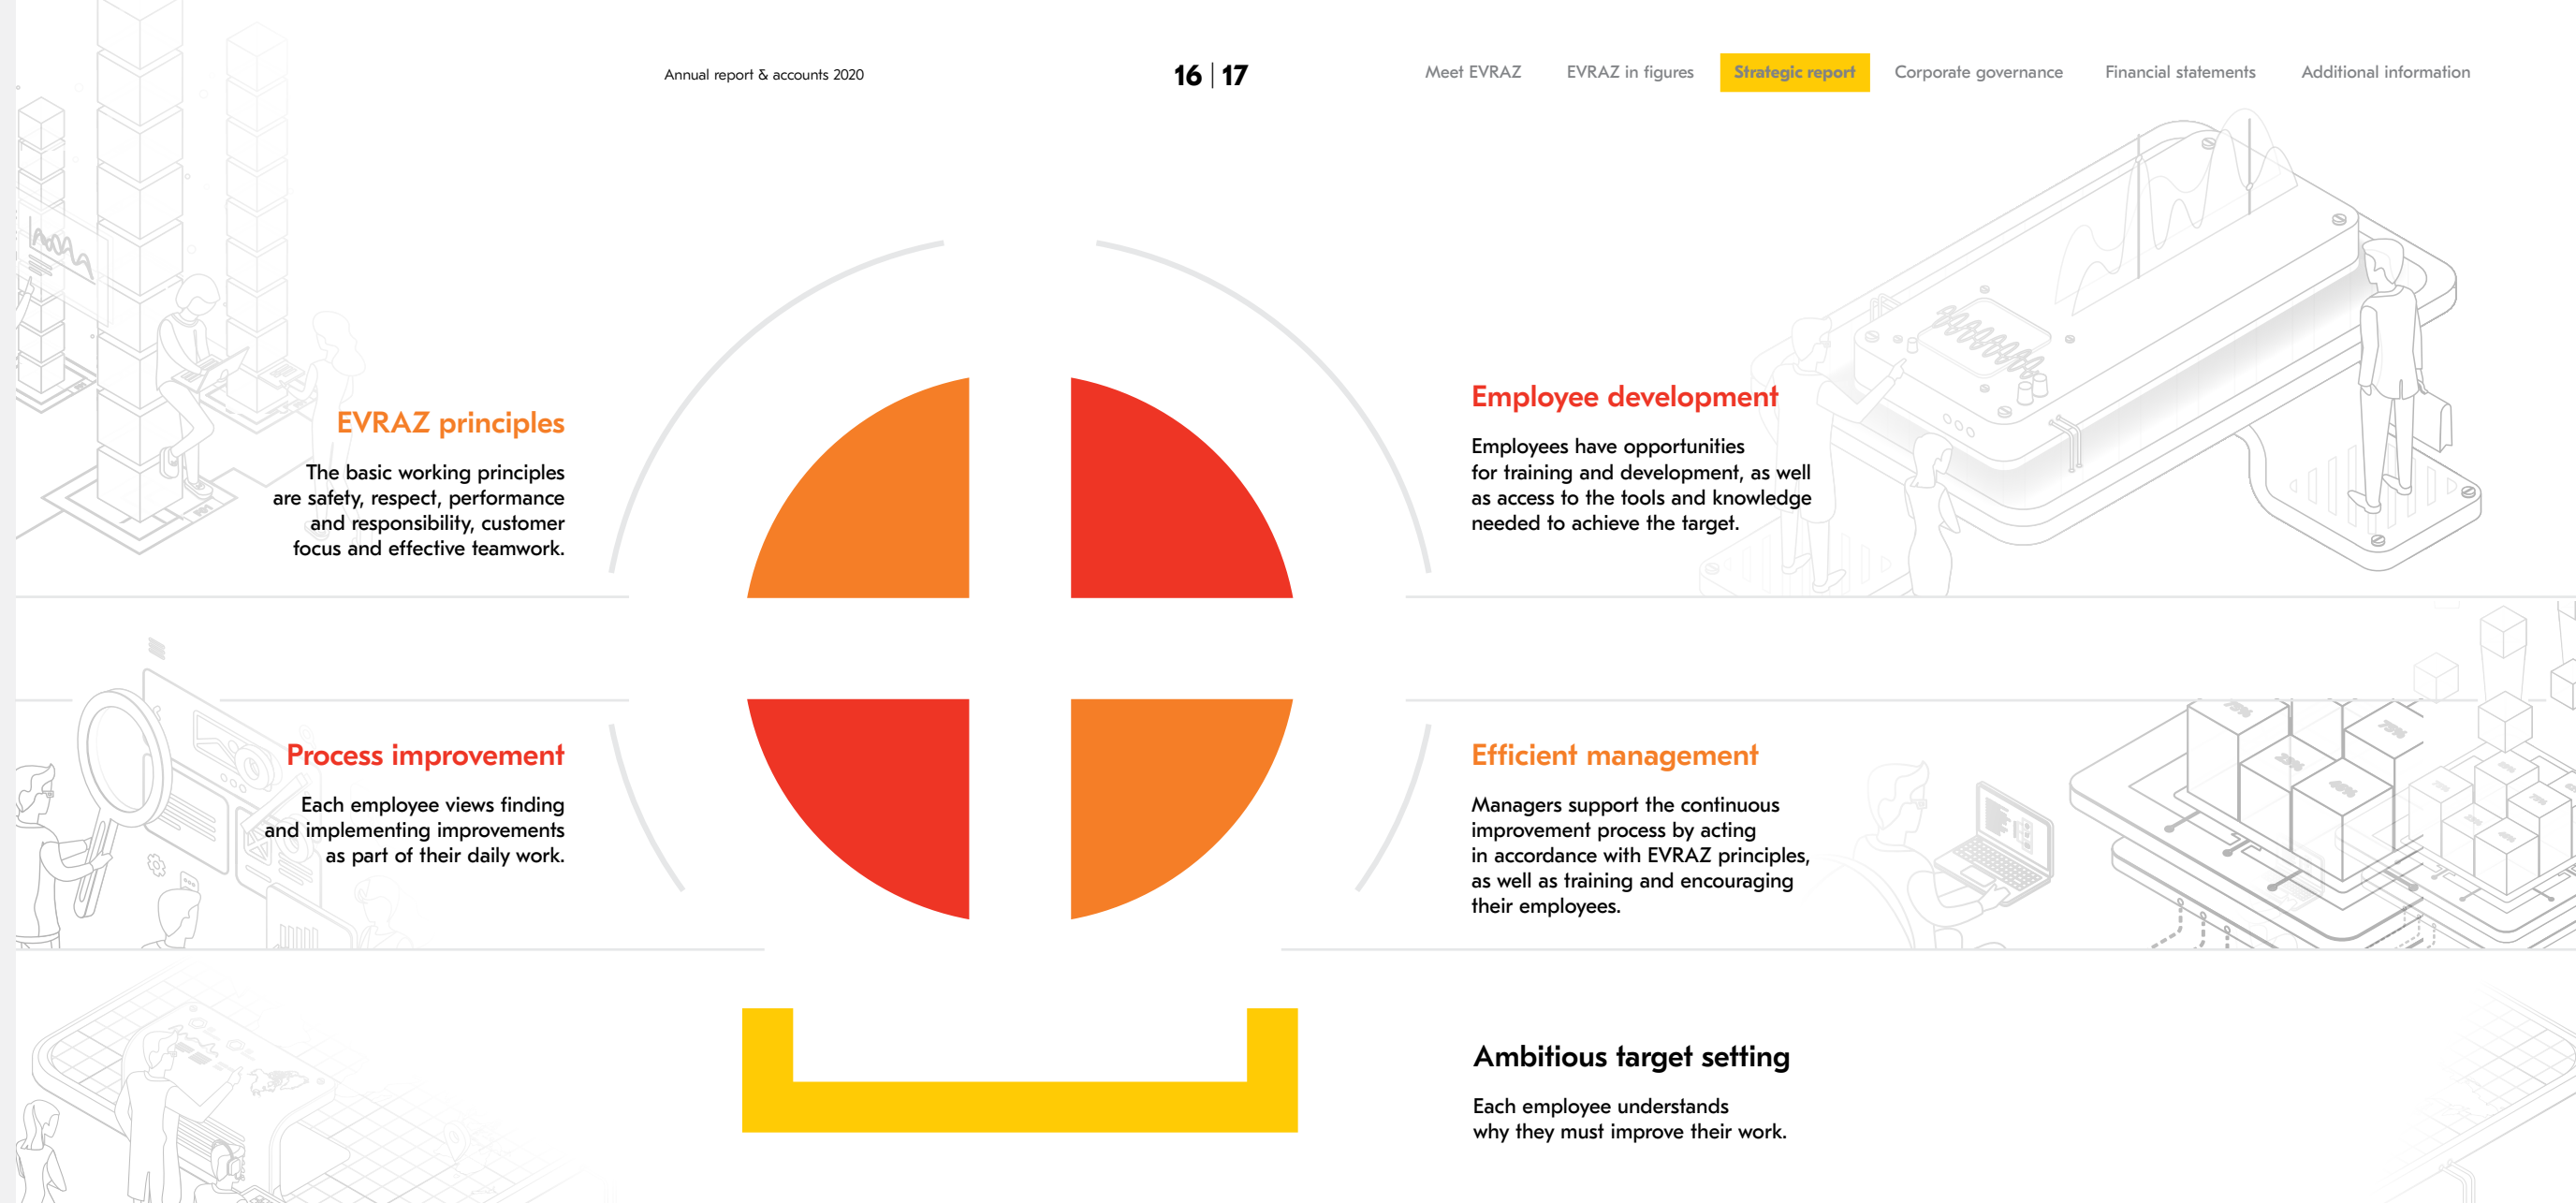 Annual report & accounts 2020
16 | 17
Meet EVRAZ
EVRAZ in figures
Strategic report
Corporate governance
Financial statements
Additional information
EVRAZ principles
The basic working principles
are safety, respect, performance
and responsibility, customer
focus and effective teamwork.
Employee development
Employees have opportunities
for training and development, as well
as access to the tools and knowledge
needed to achieve the target.
Process improvement
Each employee views finding
and implementing improvements
as part of their daily work.
Efficient management
Managers support the continuous
improvement process by acting
in accordance with EVRAZ principles,
as well as training and encouraging
their employees.
75%
75%
25%
40%
Ambitious target setting
Each employee understands
why they must improve their work.